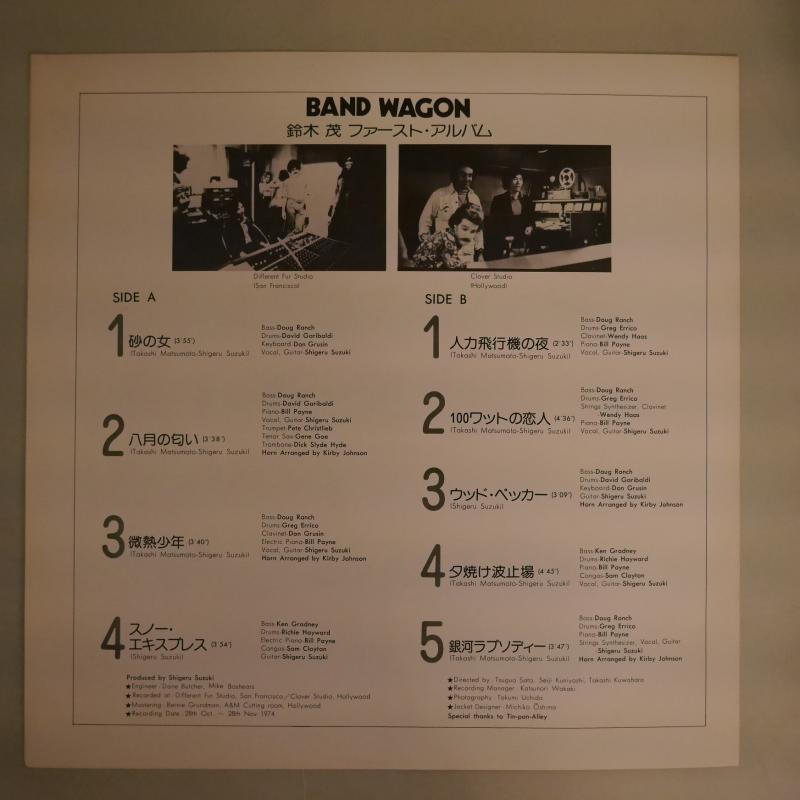 BAND WAGON
鈴木 茂 ファースト・アルバム
Different Fur Studio
(San Francisco)
Clover Studio
(Hollywood)
SIDE A
1 砂の女 (3'55")
(Takashi Matsumoto-Shigeru Suzuki)
Bass-Doug Ranch
Drums-David Garibaldi
Keyboard-Don Grusin
Vocal, Guitar-Shigeru Suzuki
2 八月の匂い (3'38")
(Takashi Matsumoto-Shigeru Suzuki)
Bass-Doug Ranch
Drums-David Garibaldi
Piano-Bill Payne
Vocal, Guitar-Shigeru Suzuki
Trumpet-Pete Christlieb
Tenor Sax-Gene Goe
Trombone-Dick Slyde Hyde
Horn Arranged by Kirby Johnson
3 微熱少年 (3'40")
(Takashi Matsumoto-Shigeru Suzuki)
Bass-Doug Ranch
Drums-Greg Errico
Clavinet-Don Grusin
Electric Piano-Bill Payne
Vocal, Guitar-Shigeru Suzuki
Horn Arranged by Kirby Johnson
4 スノー・
エキスプレス (3'54")
(Shigeru Suzuki)
Bass-Ken Gradney
Drums-Richie Hayward
Electric Piano-Bill Payne
Congas-Sam Clayton
Guitar-Shigeru Suzuki
SIDE B
1 人力飛行機の夜 (2'33")
(Takashi Matsumoto-Shigeru Suzuki)
Bass-Doug Ranch
Drums-Greg Errico
Clavinet-Wendy Haas
Piano-Bill Payne
Vocal, Guitar-Shigeru Suzuki
2 100ワットの恋人 (4'36")
(Takashi Matsumoto-Shigeru Suzuki)
Bass-Doug Ranch
Drums-Greg Errico
Strings Synthesizer, Clavinet
-Wendy Haas
Piano-Bill Payne
Vocal, Guitar-Shigeru Suzuki
3 ウッド・ペッカー (3'09")
(Shigeru Suzuki)
Bass-Doug Ranch
Drums-David Garibaldi
Keyboard-Don Grusin
Guitar-Shigeru Suzuki
Horn Arranged by Kirby Johnson
4 夕焼け波止場 (4'45")
(Takashi Matsumoto-Shigeru Suzuki)
Bass-Ken Gradney
Drums-Richie Hayward
Piano-Bill Payne
Congas-Sam Clayton
Vocal, Guitar-Shigeru Suzuki
5 銀河ラプソディー (3'47")
(Takashi Matsumoto-Shigeru Suzuki)
Bass-Doug Ranch
Drums-Greg Errico
Piano-Bill Payne
Strings Synthesizer, Vocal, Guitar
-Shigeru Suzuki
Horn Arranged by Kirby Johnson
Produced by Shigeru Suzuki
★Engineer: Dane Butcher, Mike Boshears
★Recorded at: Different Fur Studio, San Francisco/Clover Studio, Hollywood
★Mastering: Bernie Grundman, A&M Cutting room, Hollywood
★Recording Date: 28th Oct. ~ 28th Nov 1974
★Directed by: Tsuguo Sato, Seiji Kuniyoshi, Takashi Kuwahara
★Recording Manager: Katsunori Wakaki
★Photography: Takumi Uchida
★Jacket Designer: Michiko Ōshima
Special thanks to Tin-pan-Alley